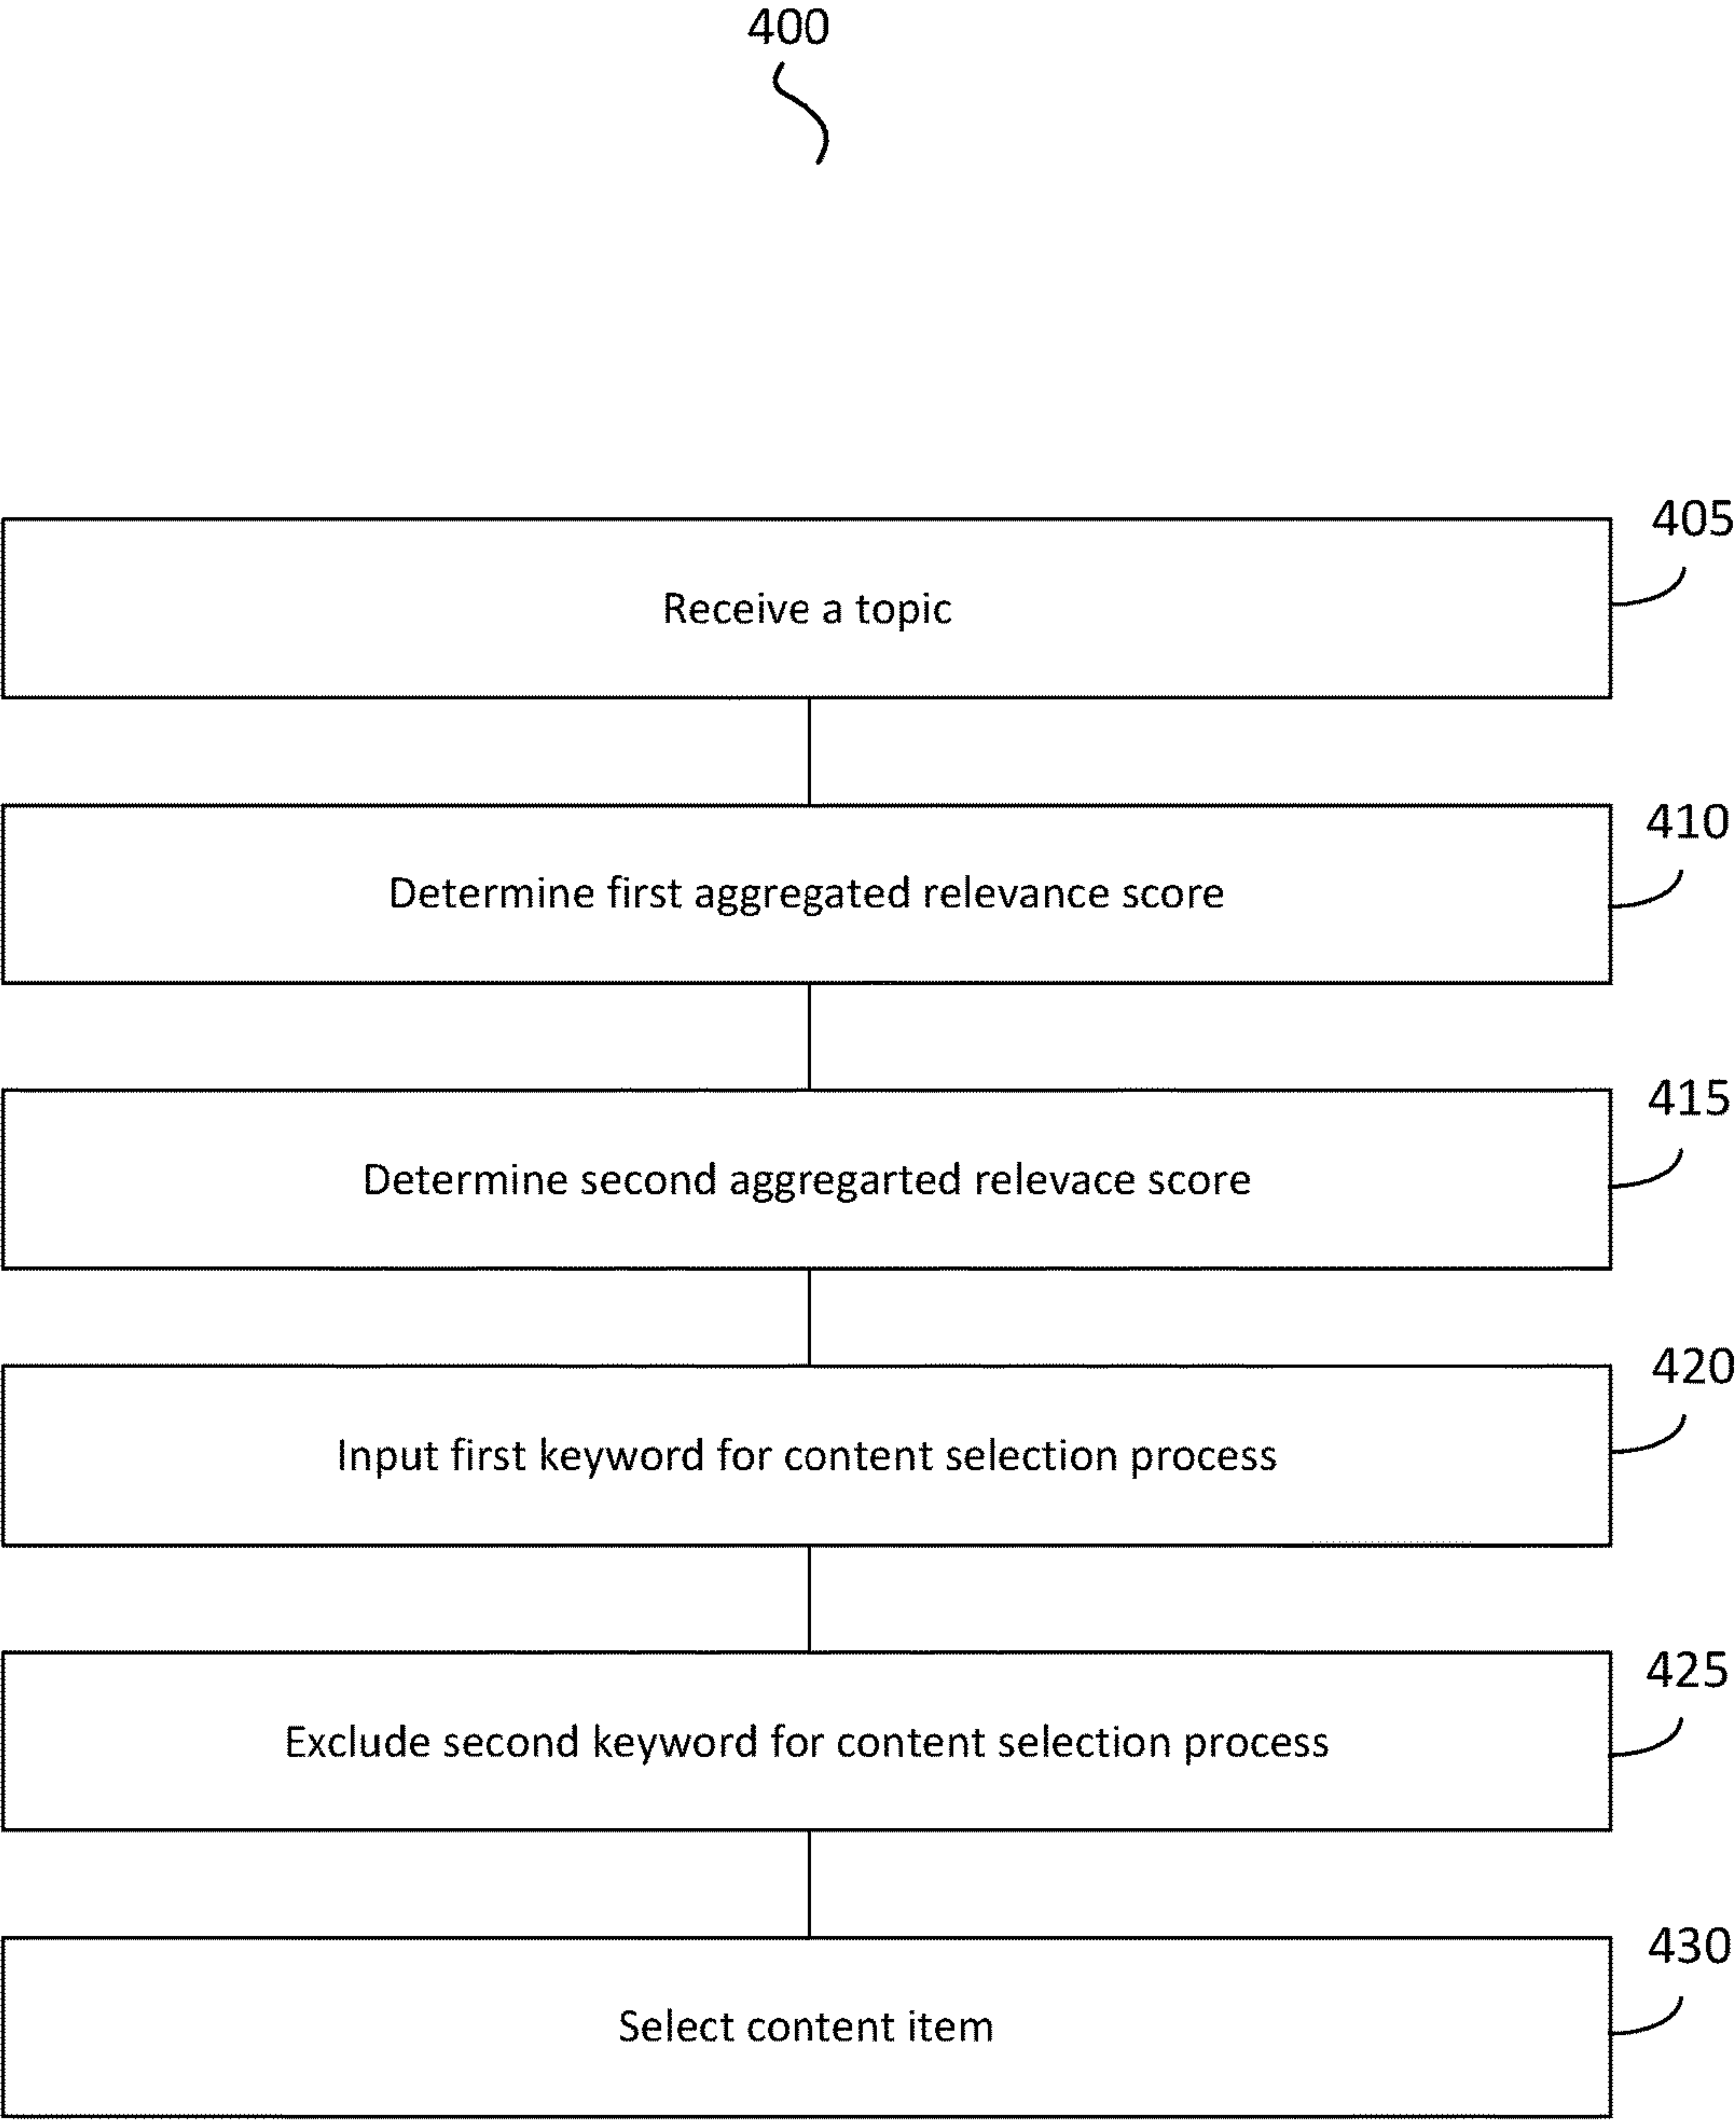 400
405
Receive a topic
410
Determine first aggregated relevance score
415
Determine second aggregarted relevace score
420
Input first keyword for content selection process
425
Exclude second keyword for content selection process
430
Select content item